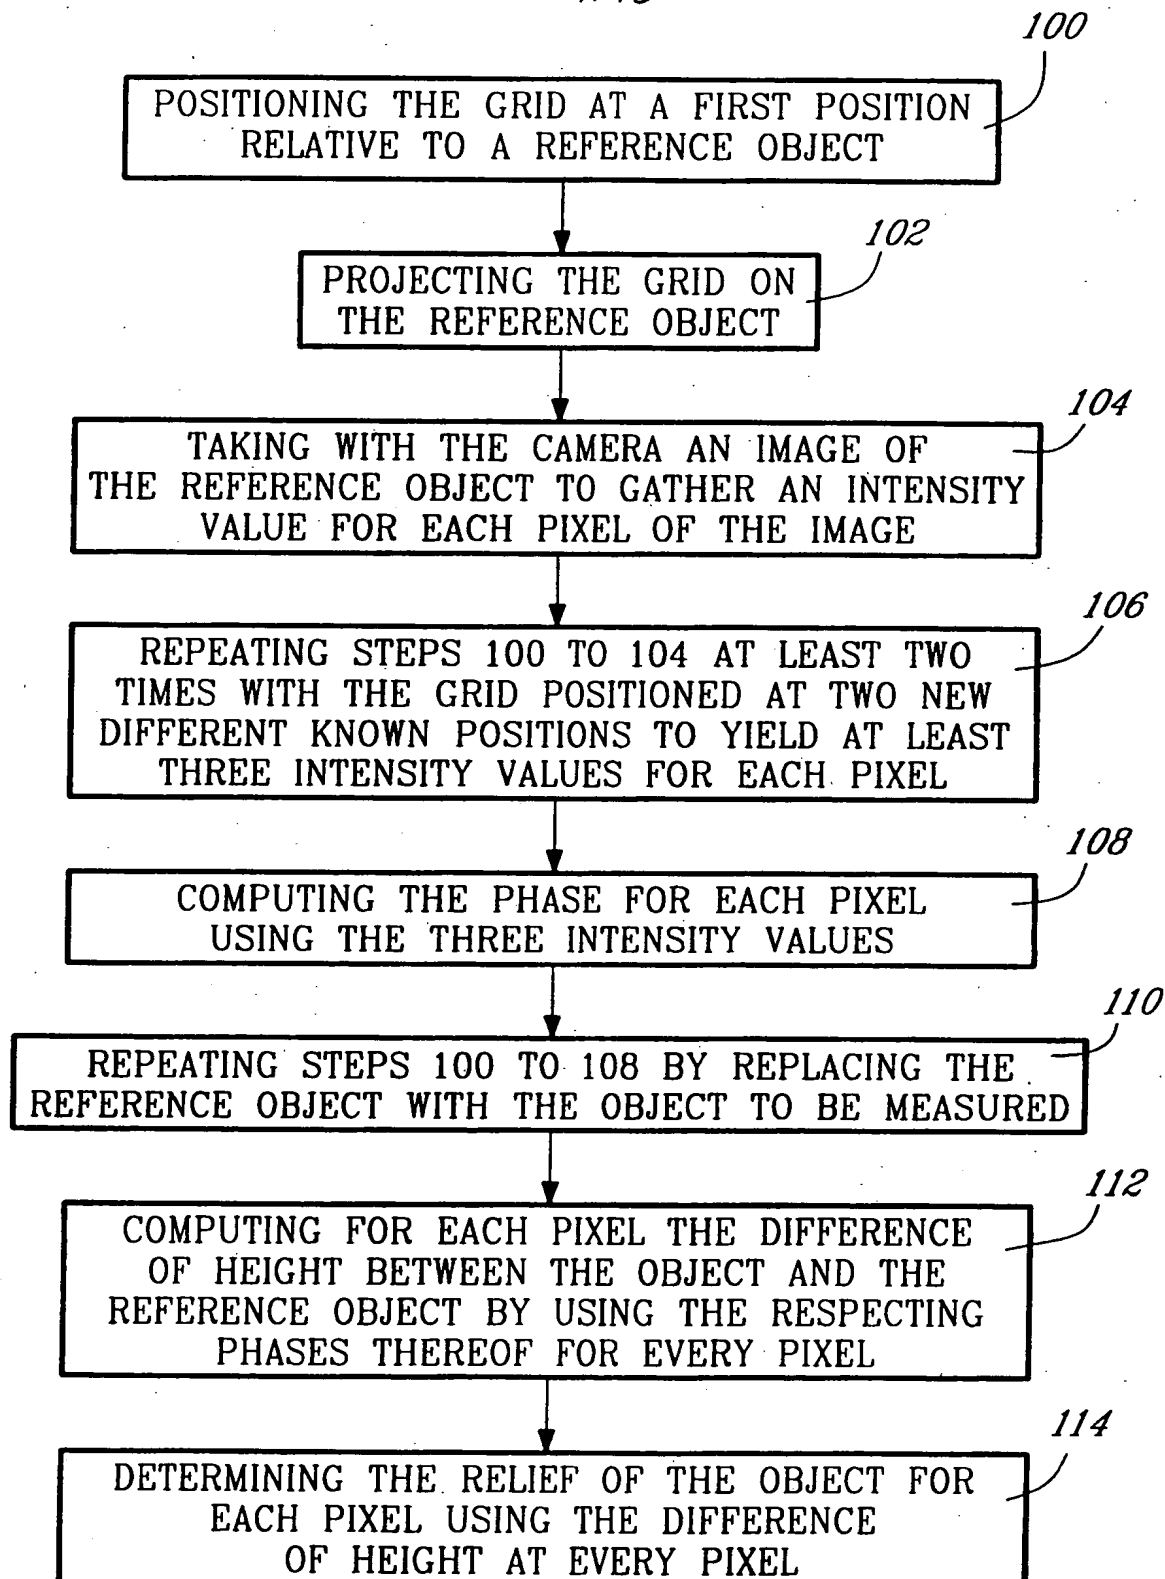 100
POSITIONING THE GRID AT A FIRST POSITION
RELATIVE TO A REFERENCE OBJECT
102
PROJECTING THE GRID ON
THE REFERENCE OBJECT
104
TAKING WITH THE CAMERA AN IMAGE OF
THE REFERENCE OBJECT TO GATHER AN INTENSITY
VALUE FOR EACH PIXEL OF THE IMAGE
106
REPEATING STEPS 100 TO 104 AT LEAST TWO
TIMES WITH THE GRID POSITIONED AT TWO NEW
DIFFERENT KNOWN POSITIONS TO YIELD AT LEAST
THREE INTENSITY VALUES FOR EACH PIXEL
108
COMPUTING THE PHASE FOR EACH PIXEL
USING THE THREE INTENSITY VALUES
110
REPEATING STEPS 100 TO 108 BY REPLACING THE
REFERENCE OBJECT WITH THE OBJECT TO BE MEASURED
112
COMPUTING FOR EACH PIXEL THE DIFFERENCE
OF HEIGHT BETWEEN THE OBJECT AND THE
REFERENCE OBJECT BY USING THE RESPECTING
PHASES THEREOF FOR EVERY PIXEL
114
DETERMINING THE RELIEF OF THE OBJECT FOR
EACH PIXEL USING THE DIFFERENCE
OF HEIGHT AT EVERY PIXEL